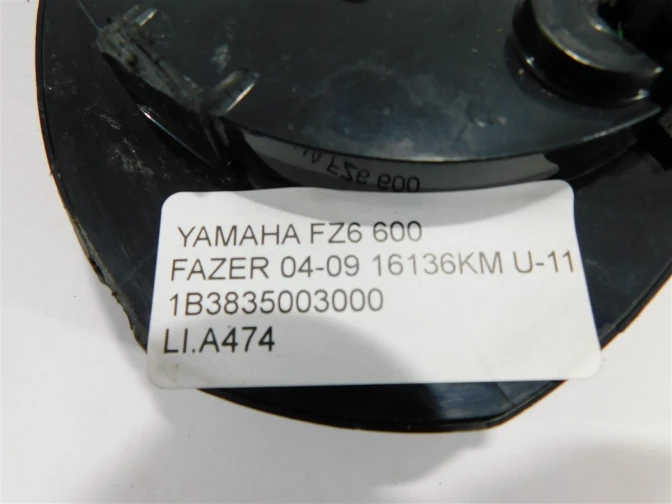 YAMAHA FZ6 600
FAZER 04-09 16136KM U-11
1B3835003000
LI.A474